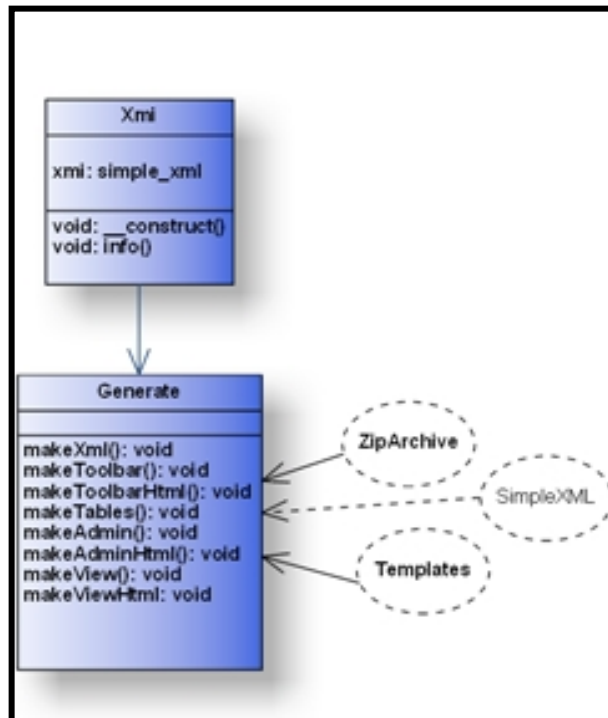 Xmi
xmi: simple_xml
void: __construct()
void: info()
Generate
makeXml(): void
makeToolbar(): void
makeToolbarHtml(): void
makeTables(): void
makeAdmin(): void
makeAdminHtml(): void
makeView(): void
makeViewHtml: void
ZipArchive
SimpleXML
Templates